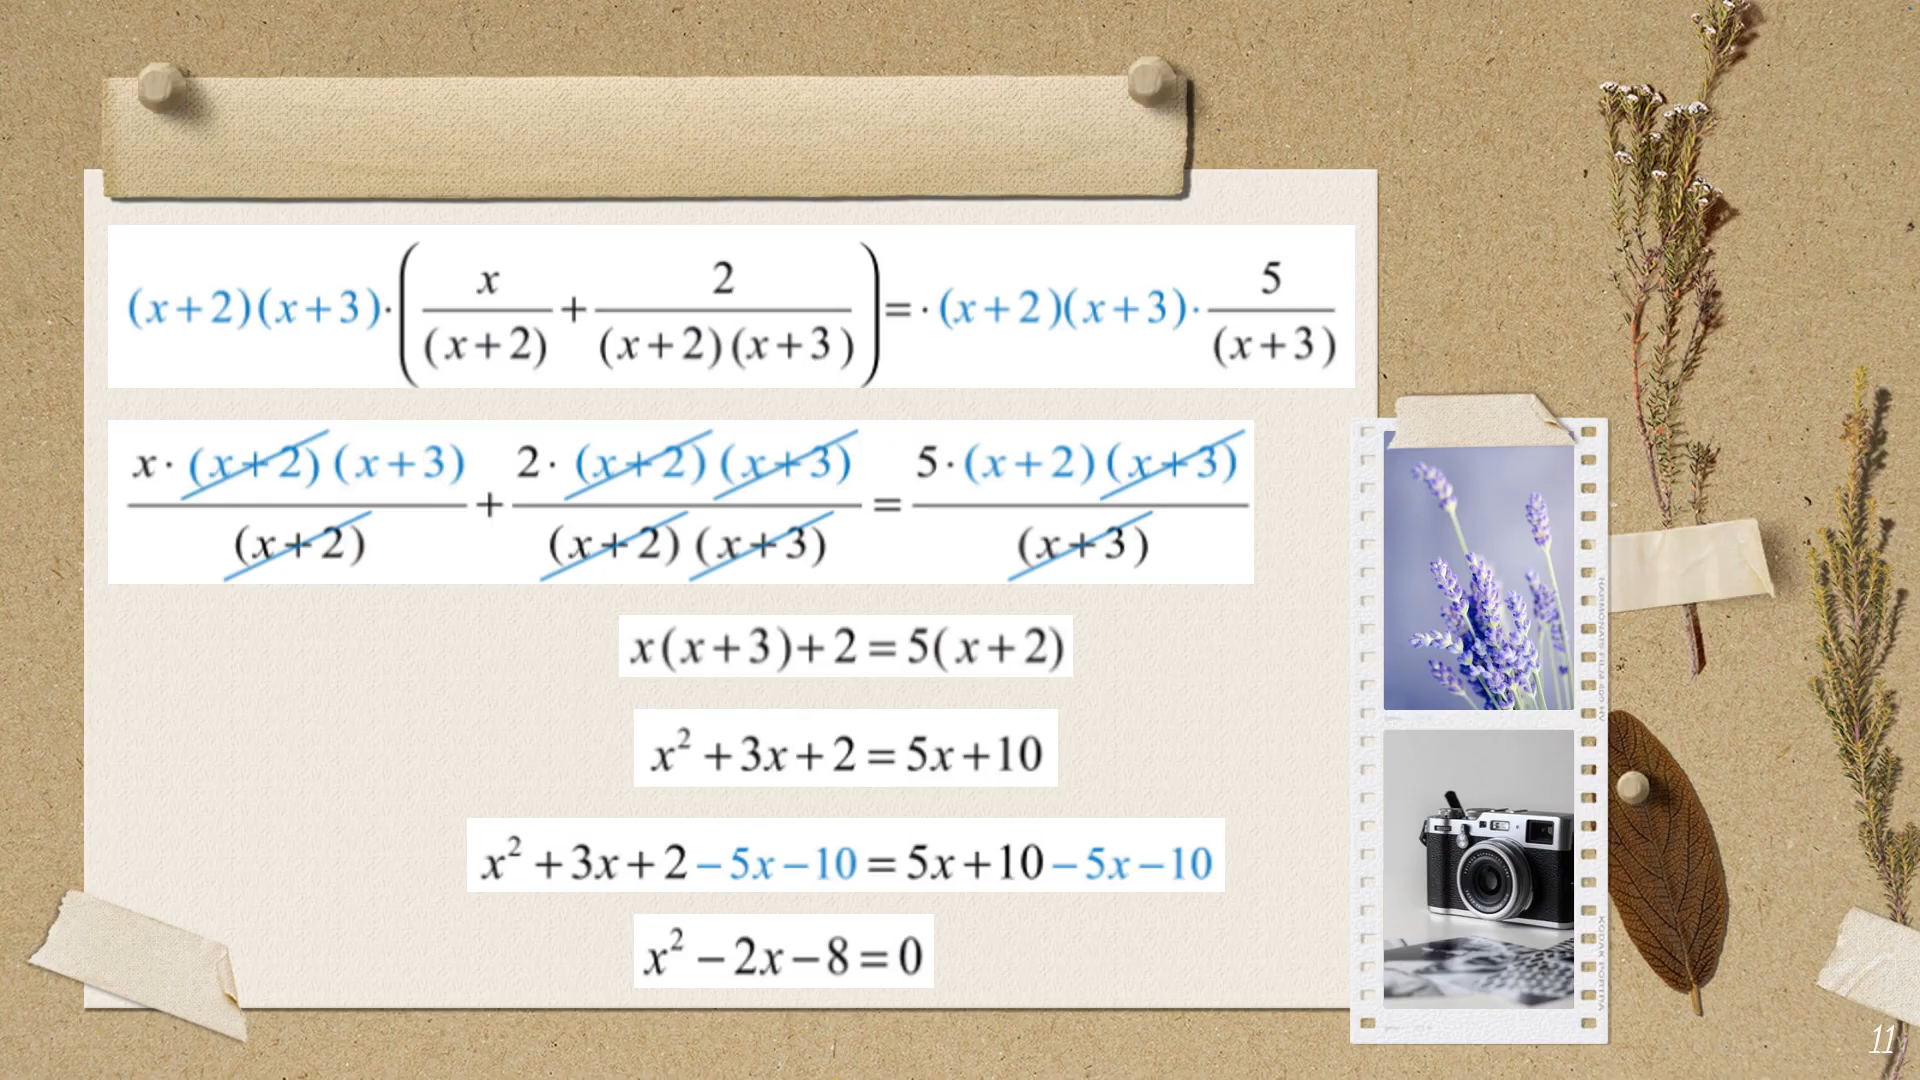 (x+2)(x+3)·(x/(x+2) + 2/((x+2)(x+3))) = ·(x+2)(x+3)· 5/(x+3)
x·(x+2)(x+3)/(x+2) + 2·(x+2)(x+3)/((x+2)(x+3)) = 5·(x+2)(x+3)/(x+3)
x(x+3)+2=5(x+2)
x²+3x+2=5x+10
x²+3x+2−5x−10=5x+10−5x−10
x²−2x−8=0
11